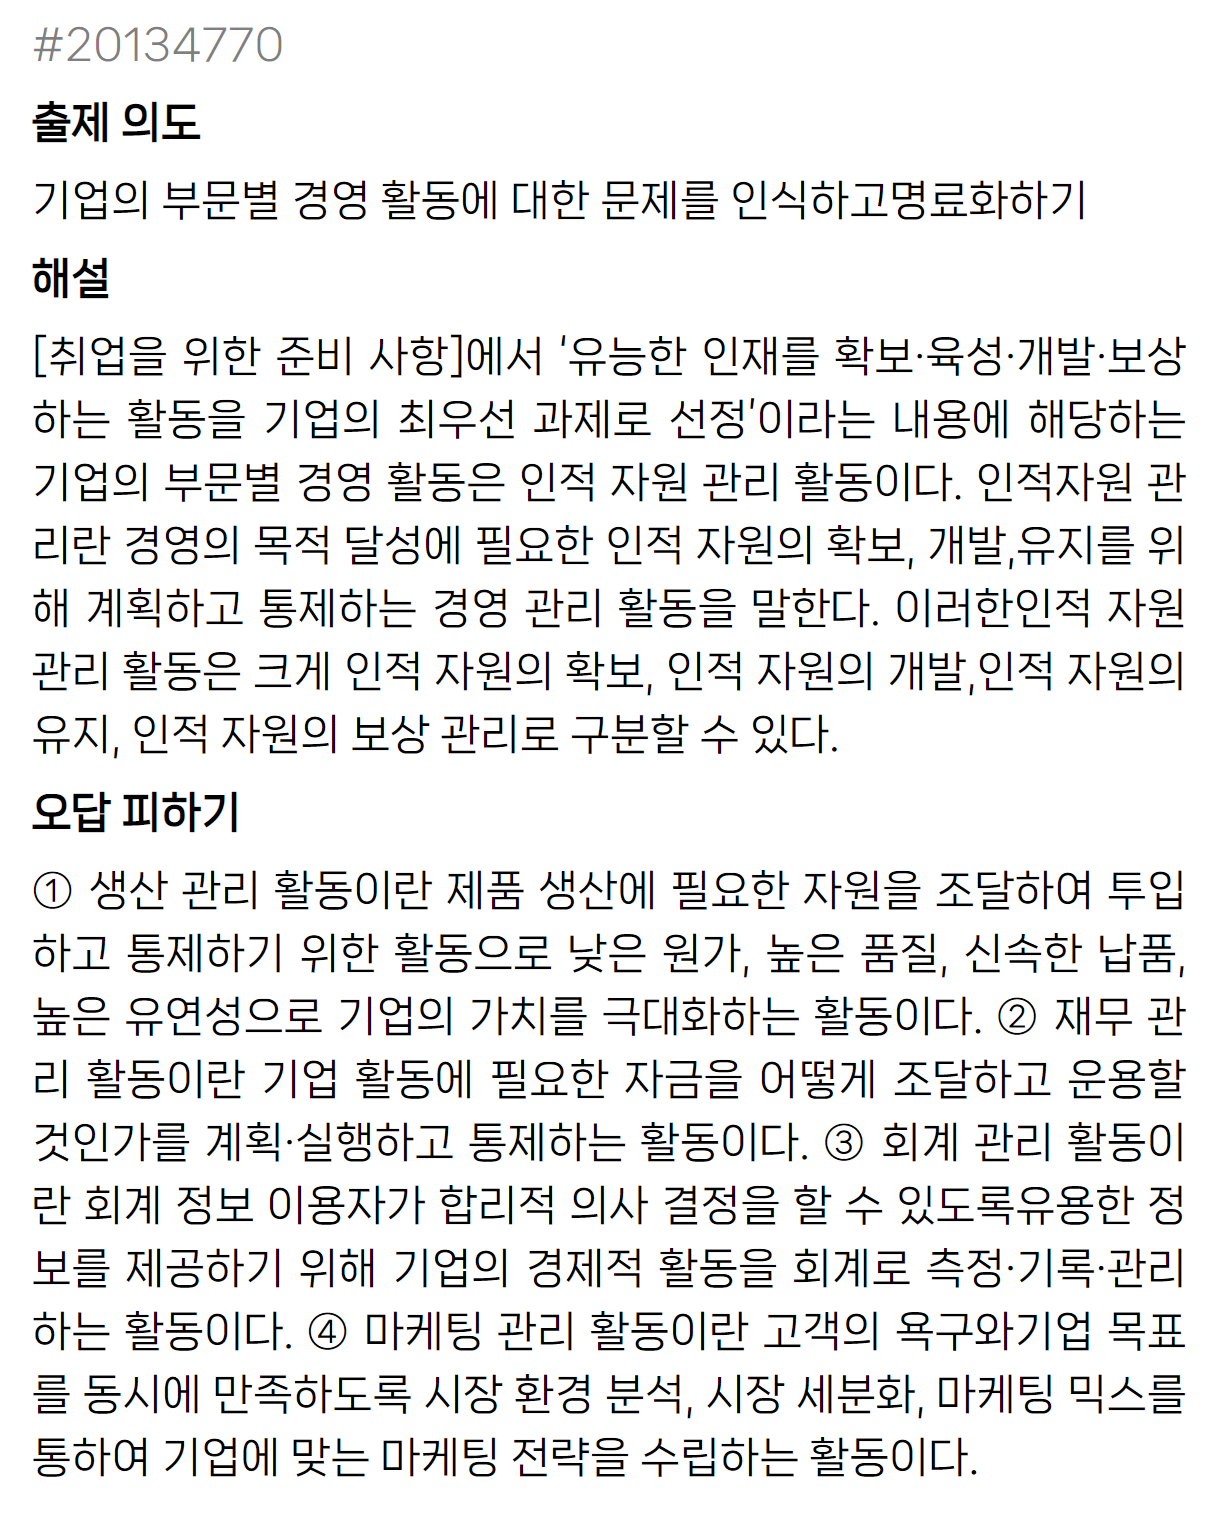 #20134770
출제 의도
기업의 부문별 경영 활동에 대한 문제를 인식하고명료화하기
해설
[취업을 위한 준비 사항]에서 '유능한 인재를 확보·육성·개발·보상
하는 활동을 기업의 최우선 과제로 선정'이라는 내용에 해당하는
기업의 부문별 경영 활동은 인적 자원 관리 활동이다. 인적자원 관
리란 경영의 목적 달성에 필요한 인적 자원의 확보, 개발,유지를 위
해 계획하고 통제하는 경영 관리 활동을 말한다. 이러한인적 자원
관리 활동은 크게 인적 자원의 확보, 인적 자원의 개발,인적 자원의
유지, 인적 자원의 보상 관리로 구분할 수 있다.
오답 피하기
① 생산 관리 활동이란 제품 생산에 필요한 자원을 조달하여 투입
하고 통제하기 위한 활동으로 낮은 원가, 높은 품질, 신속한 납품,
높은 유연성으로 기업의 가치를 극대화하는 활동이다. ② 재무 관
리 활동이란 기업 활동에 필요한 자금을 어떻게 조달하고 운용할
것인가를 계획·실행하고 통제하는 활동이다. ③ 회계 관리 활동이
란 회계 정보 이용자가 합리적 의사 결정을 할 수 있도록유용한 정
보를 제공하기 위해 기업의 경제적 활동을 회계로 측정·기록·관리
하는 활동이다. ④ 마케팅 관리 활동이란 고객의 욕구와기업 목표
를 동시에 만족하도록 시장 환경 분석, 시장 세분화, 마케팅 믹스를
통하여 기업에 맞는 마케팅 전략을 수립하는 활동이다.